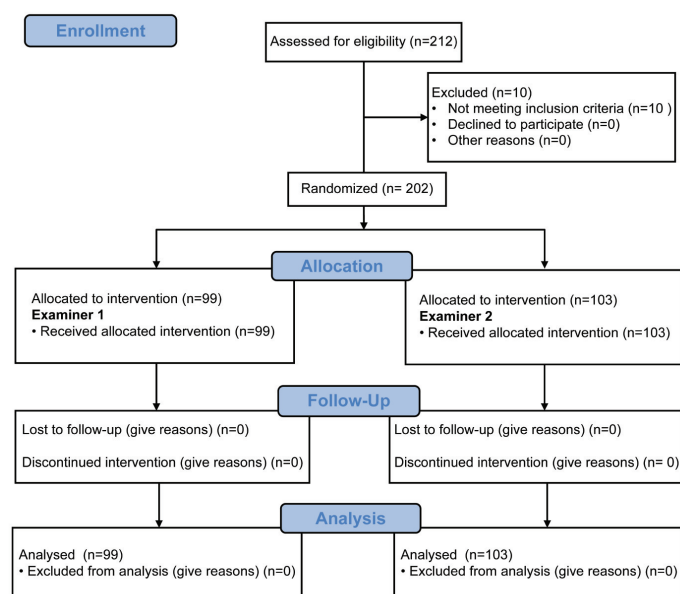 Enrollment
Assessed for eligibility (n=212)
Excluded (n=10)
• Not meeting inclusion criteria (n=10 )
• Declined to participate (n=0)
• Other reasons (n=0)
Randomized (n= 202)
Allocation
Allocated to intervention (n=99)
Examiner 1
• Received allocated intervention (n=99)
Allocated to intervention (n=103)
Examiner 2
• Received allocated intervention (n=103)
Follow-Up
Lost to follow-up (give reasons) (n=0)
Discontinued intervention (give reasons) (n=0)
Lost to follow-up (give reasons) (n=0)
Discontinued intervention (give reasons) (n= 0)
Analysis
Analysed (n=99)
• Excluded from analysis (give reasons) (n=0)
Analysed (n=103)
• Excluded from analysis (give reasons) (n=0)